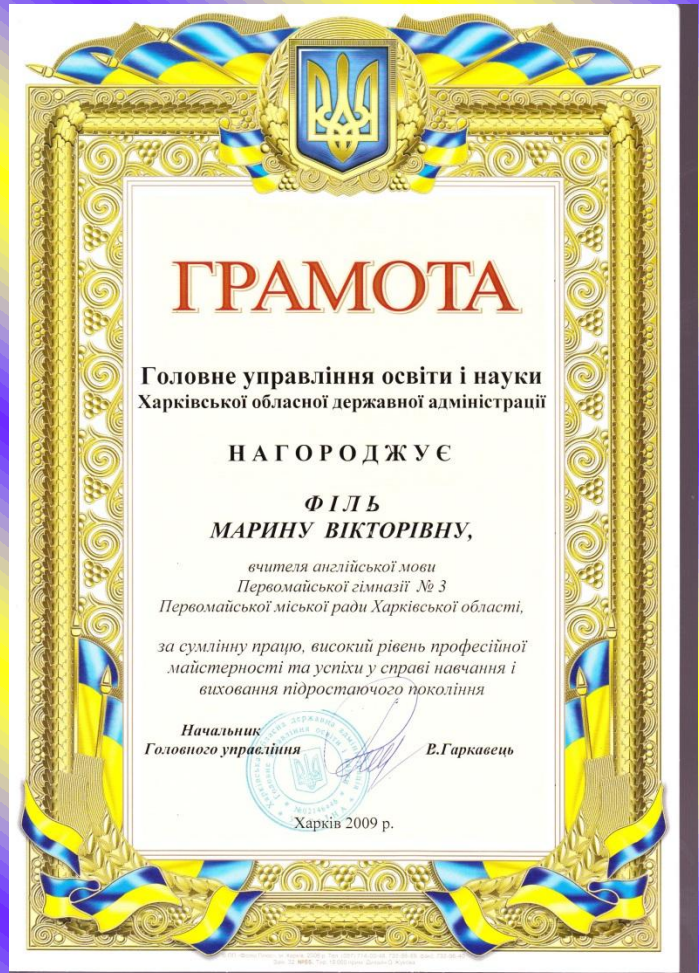 ГРАМОТА
Головне управління освіти і науки
Харківської обласної державної адміністрації
НАГОРОДЖУЄ
ФІЛЬ
МАРИНУ ВІКТОРІВНУ,
вчителя англійської мови
Первомайської гімназії № 3
Первомайської міської ради Харківської області,
за сумлінну працю, високий рівень професійної
майстерності та успіхи у справі навчання і
виховання підростаючого покоління
Начальник
Головного управління В.Гаркавець
Харків 2009 р.